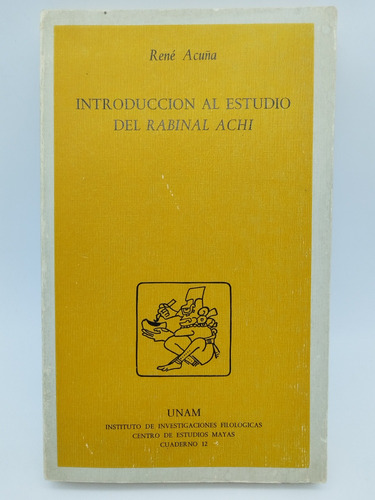 René Acuña
INTRODUCCION AL ESTUDIO
DEL RABINAL ACHI
UNAM
INSTITUTO DE INVESTIGACIONES FILOLOGICAS
CENTRO DE ESTUDIOS MAYAS
CUADERNO 12